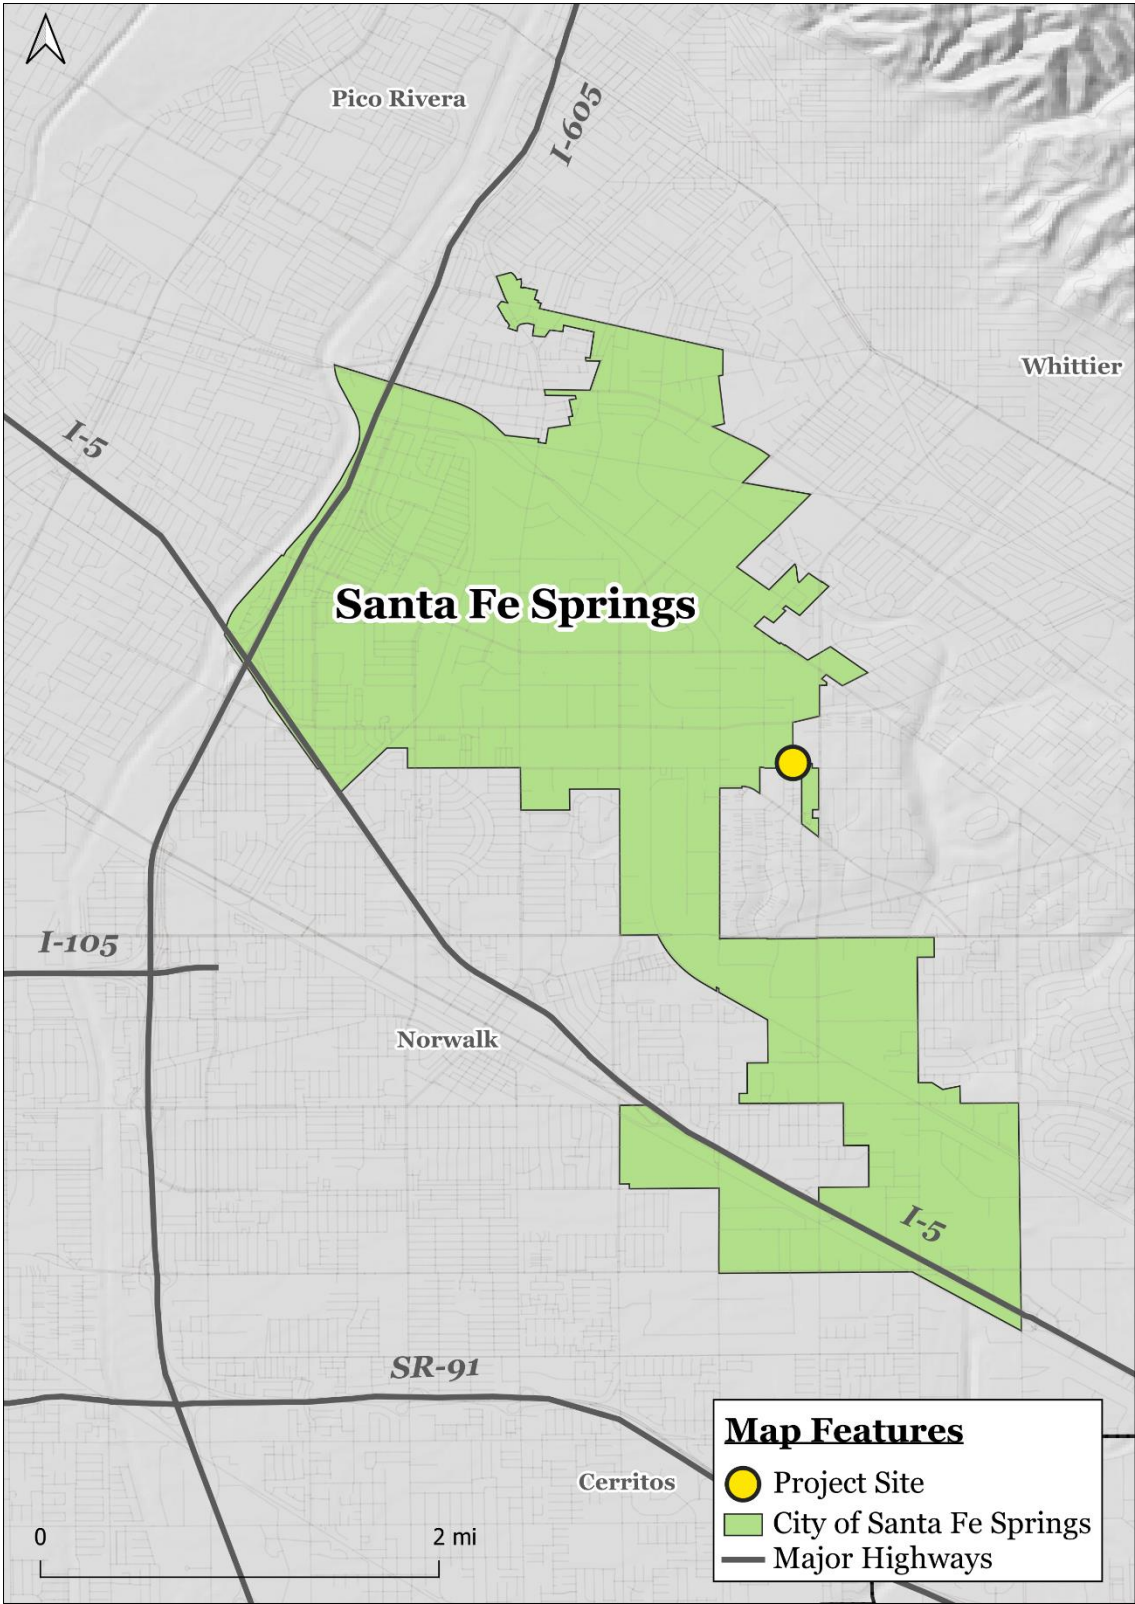 Pico Rivera
I-605
Whittier
I-5
Santa Fe Springs
I-105
Norwalk
I-5
SR-91
Cerritos
Map Features
Project Site
City of Santa Fe Springs
Major Highways
0 2 mi